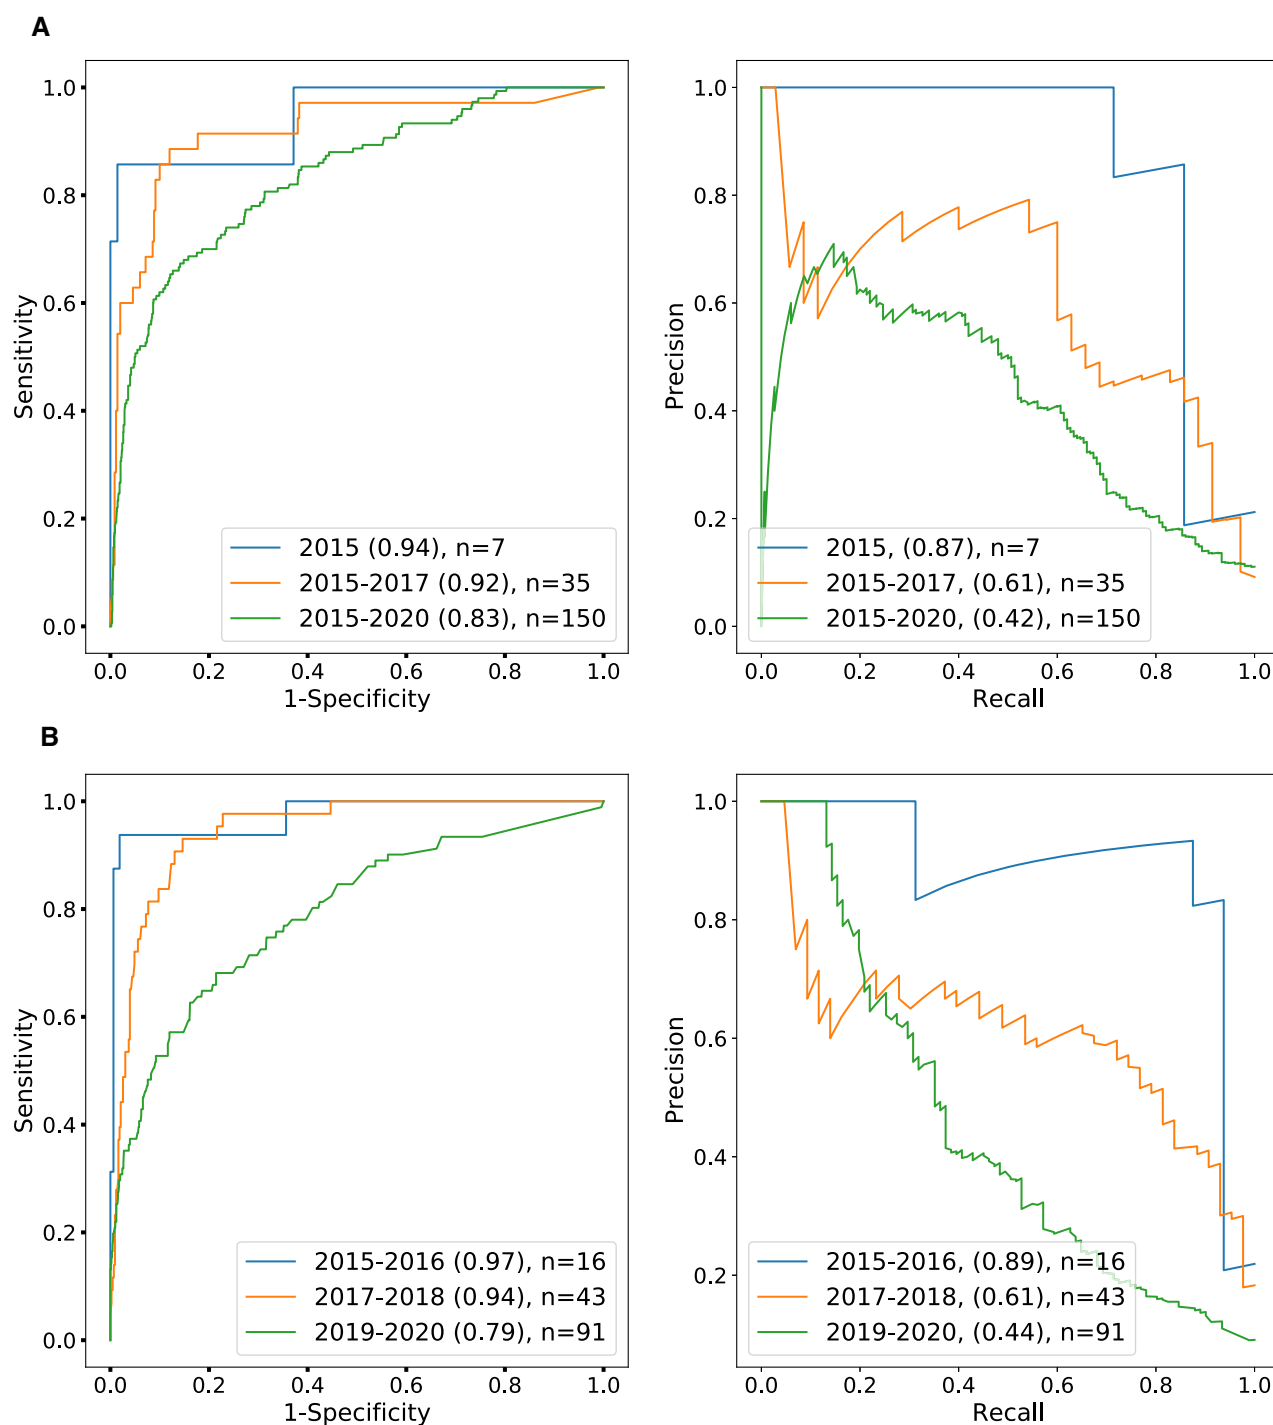 A
1.0
0.8
0.6
0.4
0.2
0.0
Sensitivity
2015 (0.94), n=7
2015-2017 (0.92), n=35
2015-2020 (0.83), n=150
0.0 0.2 0.4 0.6 0.8 1.0
1-Specificity
1.0
0.8
0.6
0.4
0.2
0.0
Precision
2015, (0.87), n=7
2015-2017, (0.61), n=35
2015-2020, (0.42), n=150
0.0 0.2 0.4 0.6 0.8 1.0
Recall
B
1.0
0.8
0.6
0.4
0.2
0.0
Sensitivity
2015-2016 (0.97), n=16
2017-2018 (0.94), n=43
2019-2020 (0.79), n=91
0.0 0.2 0.4 0.6 0.8 1.0
1-Specificity
1.0
0.8
0.6
0.4
0.2
Precision
2015-2016, (0.89), n=16
2017-2018, (0.61), n=43
2019-2020, (0.44), n=91
0.0 0.2 0.4 0.6 0.8 1.0
Recall